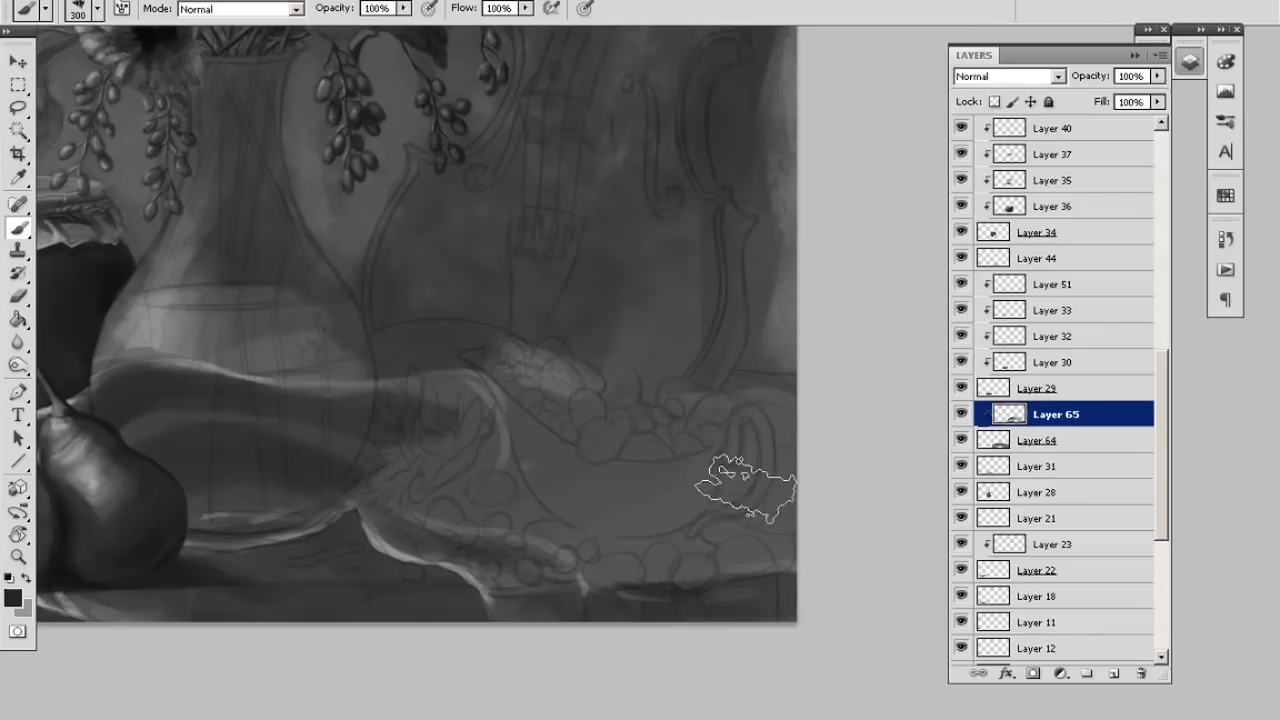 300 Mode: Normal Opacity: 100% Flow: 100%
LAYERS
Normal Opacity: 100%
Lock: Fill: 100%
Layer 40
Layer 37
Layer 35
Layer 36
Layer 34
Layer 44
Layer 51
Layer 33
Layer 32
Layer 30
Layer 29
Layer 65
Layer 64
Layer 31
Layer 28
Layer 21
Layer 23
Layer 22
Layer 18
Layer 11
Layer 12